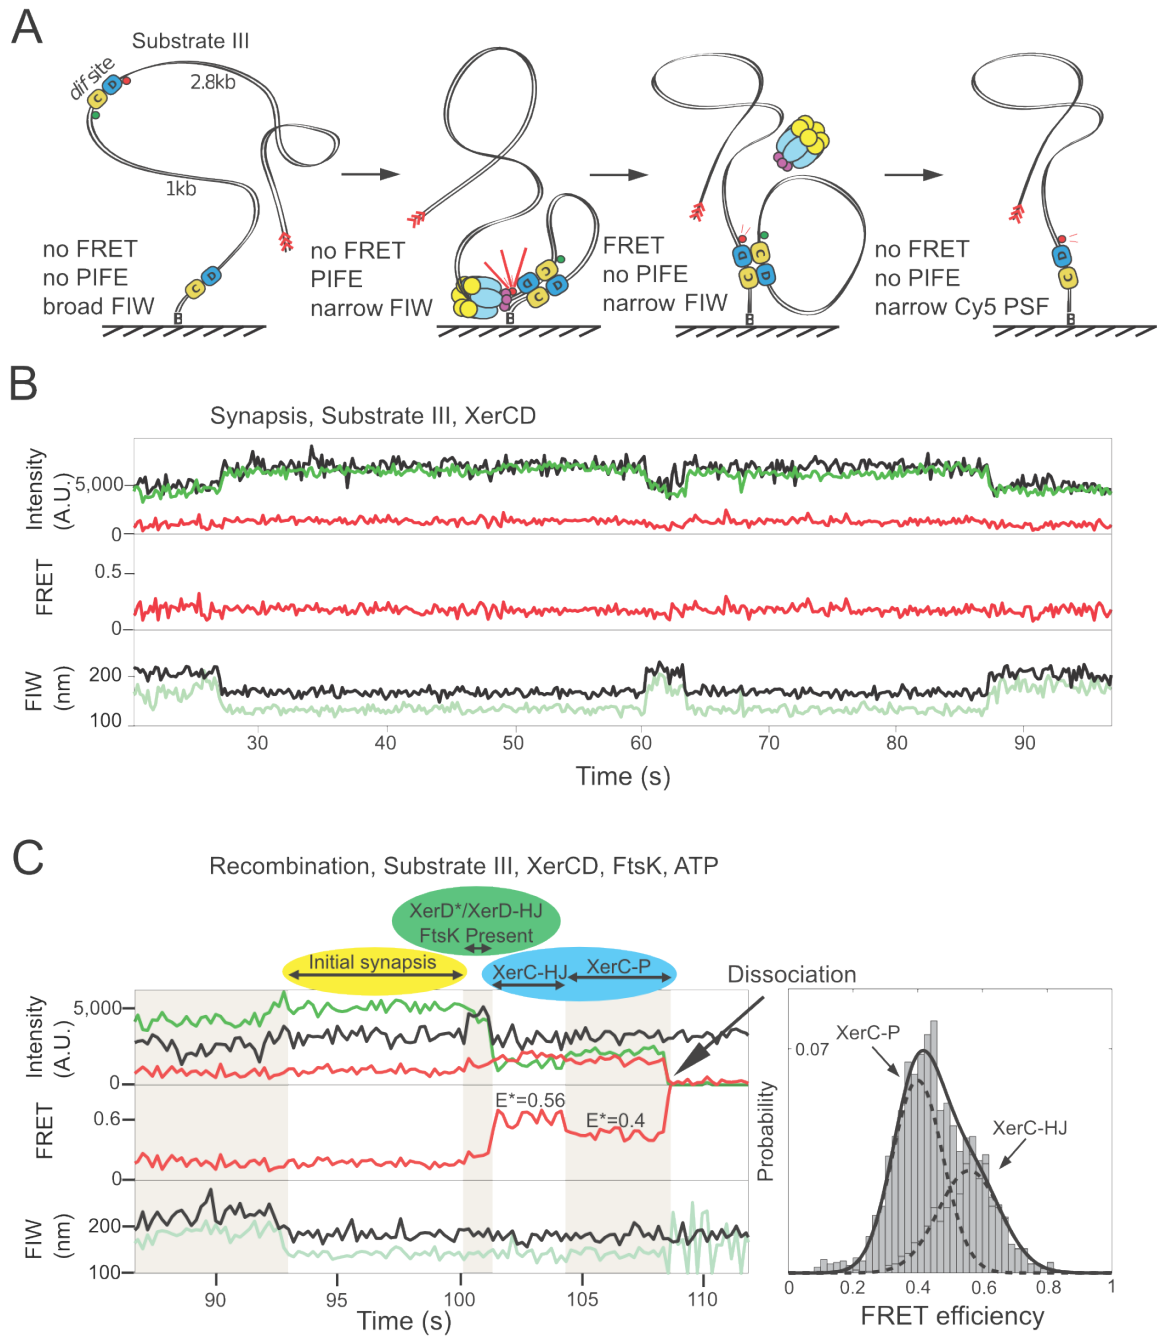 A
Substrate III
dif site
2.8kb
1kb
C D
C D
no FRET
no PIFE
broad FIW
B
no FRET
PIFE
narrow FIW
D C
C D
B
FRET
no PIFE
narrow FIW
D C
C D
B
no FRET
no PIFE
narrow Cy5 PSF
D
C
B
B
Synapsis, Substrate III, XerCD
Intensity
(A.U.)
5,000
0
FRET
0.5
0
FIW
(nm)
200
100
30 40 50 60 70 80 90
Time (s)
C
Recombination, Substrate III, XerCD, FtsK, ATP
XerD*/XerD-HJ
FtsK Present
Initial synapsis
XerC-HJ
XerC-P
Dissociation
Intensity
(A.U.)
5,000
0
FRET
0.6
0
E*=0.56
E*=0.4
FIW
(nm)
200
100
90 95 100 105 110
Time (s)
Probability
0.07
XerC-P
XerC-HJ
0 0.2 0.4 0.6 0.8 1
FRET efficiency